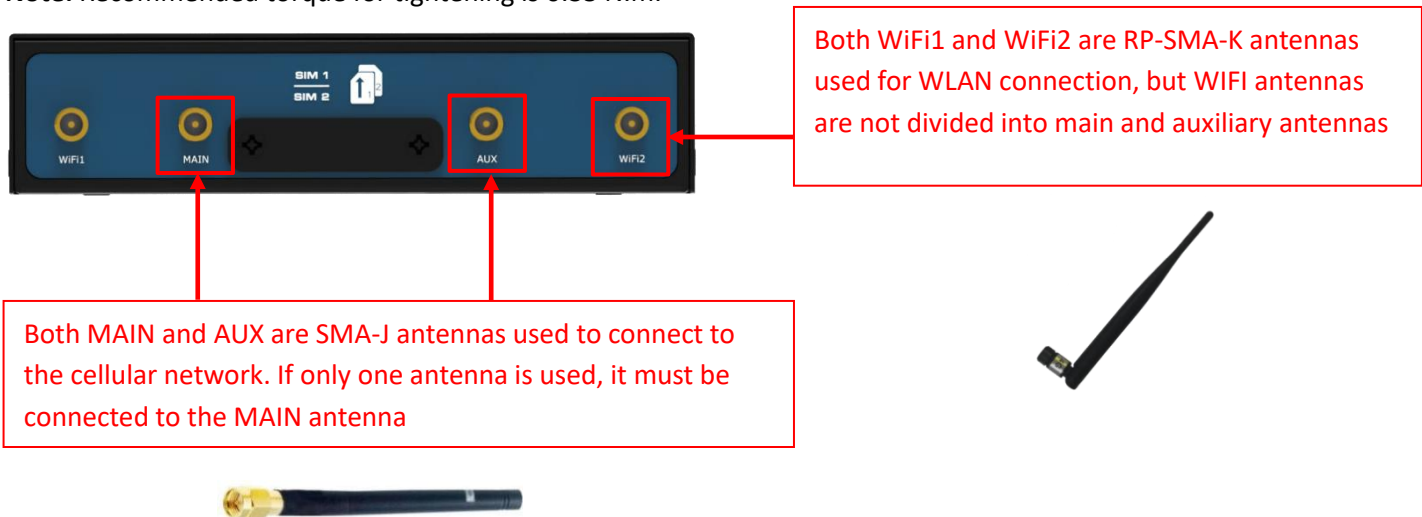 Note: Recommended torque for tightening is N.m.
Both WiFi1 and WiFi2 are RP-SMA-K antennas
used for WLAN connection, but WIFI antennas
are not divided into main and auxiliary antennas
SIM 1
SIM 2
1
2
WiFi1
MAIN
AUX
WiFi2
Both MAIN and AUX are SMA-J antennas used to connect to
the cellular network. If only one antenna is used, it must be
connected to the MAIN antenna